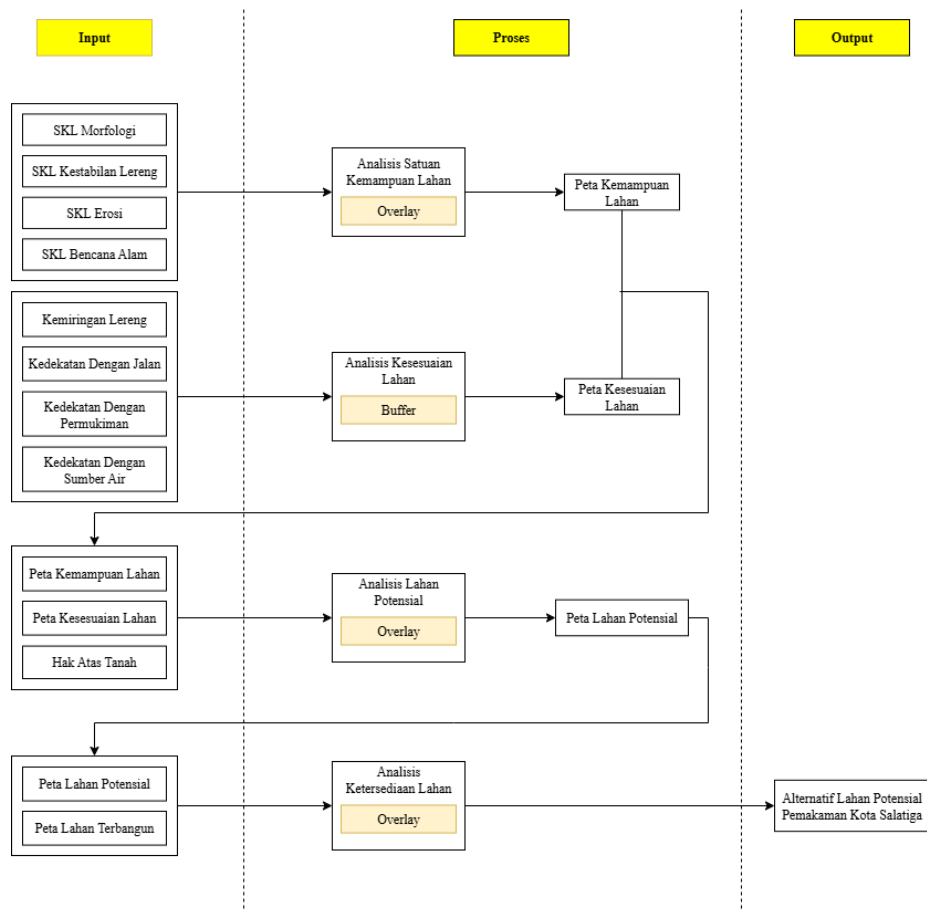 Input
Proses
Output
SKL Morfologi
SKL Kestabilan Lereng
SKL Erosi
SKL Bencana Alam
Analisis Satuan
Kemampuan Lahan
Overlay
Peta Kemampuan
Lahan
Kemiringan Lereng
Kedekatan Dengan Jalan
Kedekatan Dengan
Permukiman
Kedekatan Dengan
Sumber Air
Analisis Kesesuaian
Lahan
Buffer
Peta Kesesuaian
Lahan
Peta Kemampuan Lahan
Peta Kesesuaian Lahan
Hak Atas Tanah
Analisis Lahan
Potensial
Overlay
Peta Lahan Potensial
Peta Lahan Potensial
Peta Lahan Terbangun
Analisis
Ketersediaan Lahan
Overlay
Alternatif Lahan Potensial
Pemakaman Kota Salatiga